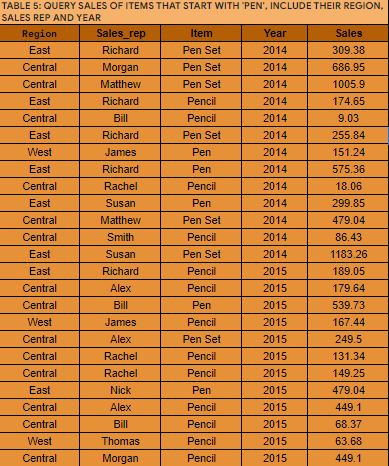 TABLE 5: QUERY SALES OF ITEMS THAT START WITH 'PEN', INCLUDE THEIR REGION,
SALES REP AND YEAR
Region Sales_rep Item Year Sales
East Richard Pen Set 2014 309.38
Central Morgan Pen Set 2014 686.95
Central Matthew Pen Set 2014 1005.9
East Richard Pencil 2014 174.65
Central Bill Pencil 2014 9.03
East Richard Pen Set 2014 255.84
West James Pen 2014 151.24
East Richard Pen 2014 575.36
Central Rachel Pencil 2014 18.06
East Susan Pen 2014 299.85
Central Matthew Pen Set 2014 479.04
Central Smith Pencil 2014 86.43
East Susan Pen Set 2014 1183.26
East Richard Pencil 2015 189.05
Central Alex Pencil 2015 179.64
Central Bill Pen 2015 539.73
West James Pencil 2015 167.44
Central Alex Pen Set 2015 249.5
Central Rachel Pencil 2015 131.34
Central Rachel Pencil 2015 149.25
East Nick Pen 2015 479.04
Central Alex Pencil 2015 449.1
Central Bill Pencil 2015 68.37
West Thomas Pencil 2015 63.68
Central Morgan Pencil 2015 449.1